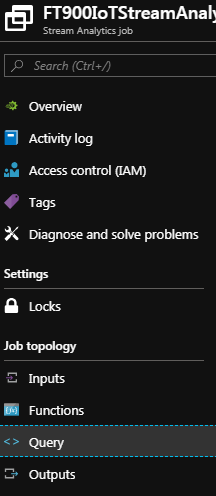 FT900IoTStreamAnaly
Stream Analytics job
Search (Ctrl+/)
Overview
Activity log
Access control (IAM)
Tags
Diagnose and solve problems
Settings
Locks
Job topology
Inputs
Functions
<> Query
Outputs